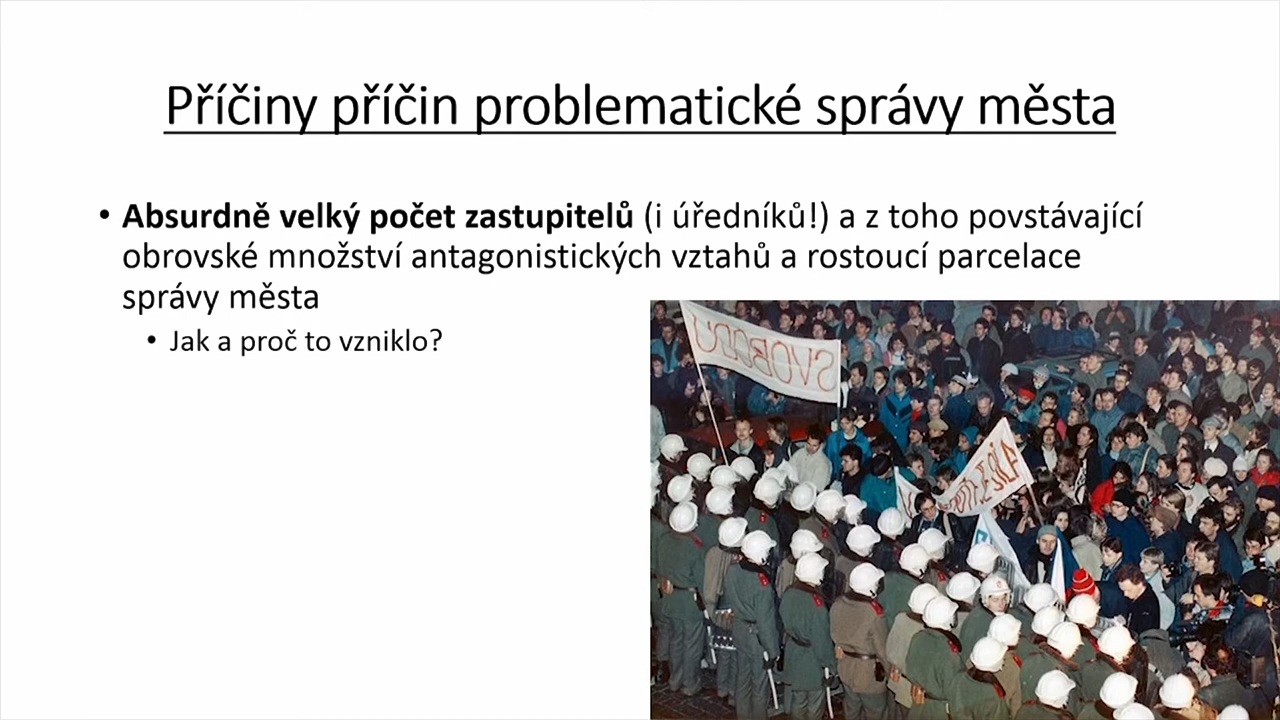 Příčiny příčin problematické správy města
• Absurdně velký počet zastupitelů (i úředníků!) a z toho povstávající
obrovské množství antagonistických vztahů a rostoucí parcelace
správy města
• Jak a proč to vzniklo?
SVOBODU
SÍLA